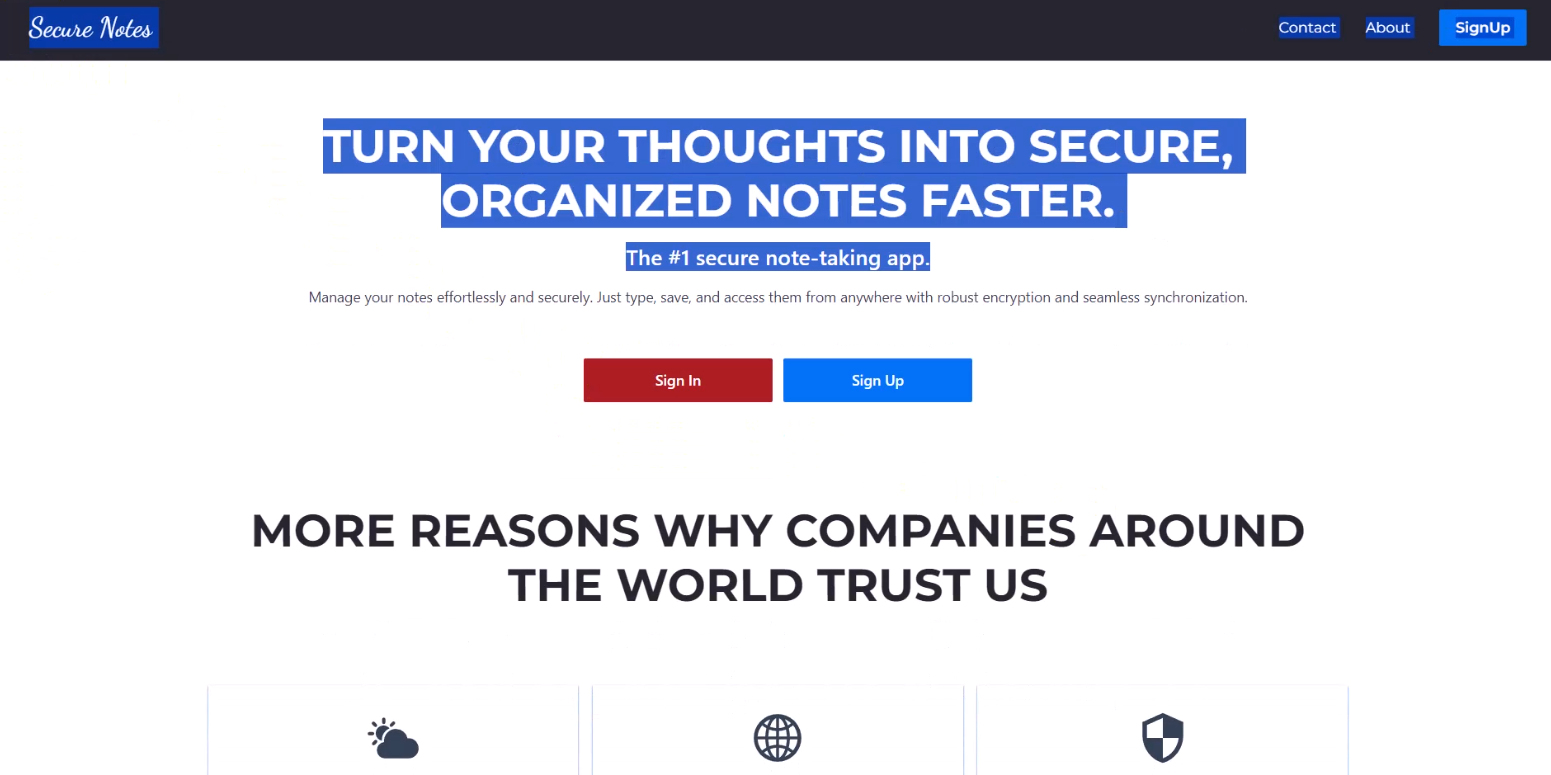 Secure Notes
Contact
About
SignUp
TURN YOUR THOUGHTS INTO SECURE,
ORGANIZED NOTES FASTER.
The #1 secure note-taking app.
Manage your notes effortlessly and securely. Just type, save, and access them from anywhere with robust encryption and seamless synchronization.
Sign In
Sign Up
MORE REASONS WHY COMPANIES AROUND
THE WORLD TRUST US